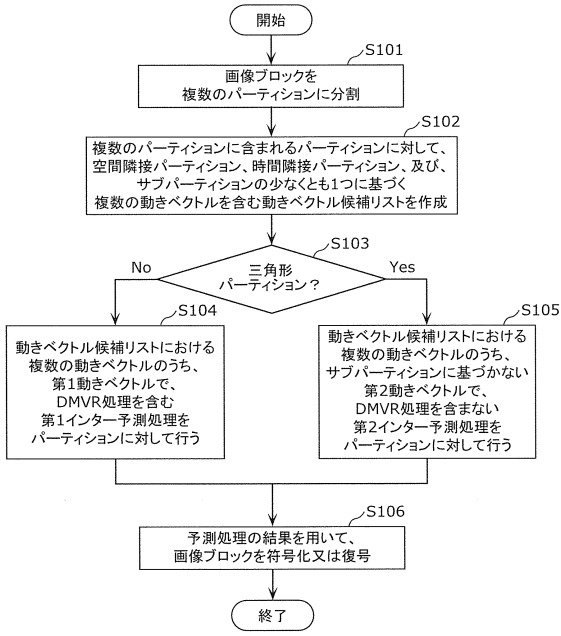 開始
S101
画像ブロックを
複数のパーティションに分割
S102
複数のパーティションに含まれるパーティションに対して、
空間隣接パーティション、時間隣接パーティション、及び、
サブパーティションの少なくとも1つに基づく
複数の動きベクトルを含む動きベクトル候補リストを作成
S103
三角形
パーティション？
No
Yes
S104
動きベクトル候補リストにおける
複数の動きベクトルのうち、
第1動きベクトルで、
DMVR処理を含む
第1インター予測処理を
パーティションに対して行う
S105
動きベクトル候補リストにおける
複数の動きベクトルのうち、
サブパーティションに基づかない
第2動きベクトルで、
DMVR処理を含まない
第2インター予測処理を
パーティションに対して行う
S106
予測処理の結果を用いて、
画像ブロックを符号化又は復号
終了